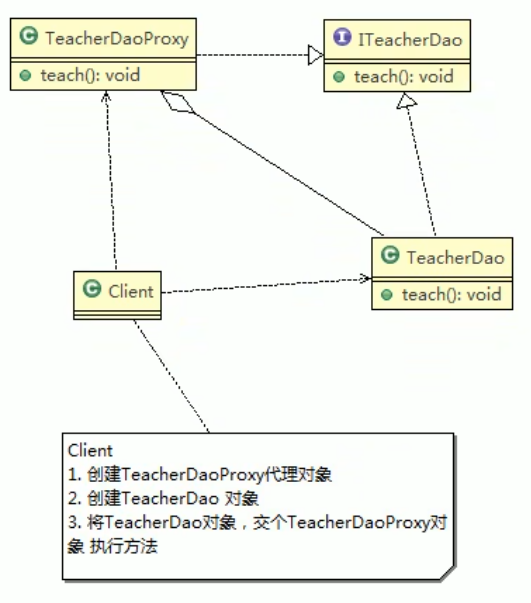 C TeacherDaoProxy
teach(): void
I ITeacherDao
teach(): void
C TeacherDao
teach(): void
C Client
Client
1. 创建TeacherDaoProxy代理对象
2. 创建TeacherDao 对象
3. 将TeacherDao对象，交个TeacherDaoProxy对
象 执行方法